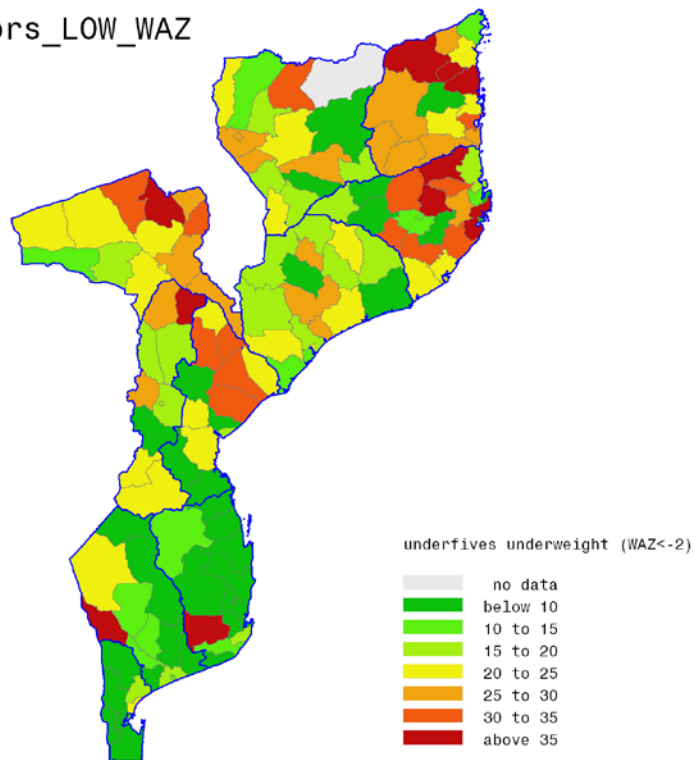 ors_LOW_WAZ
underfives underweight (WAZ<-2)
no data
below 10
10 to 15
15 to 20
20 to 25
25 to 30
30 to 35
above 35